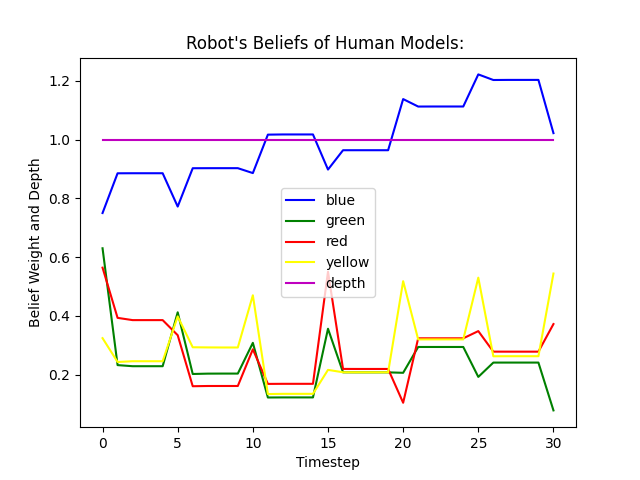 Robot's Beliefs of Human Models:
Belief Weight and Depth
1.2
1.0
0.8
0.6
0.4
0.2
blue
green
red
yellow
depth
0 5 10 15 20 25 30
Timestep